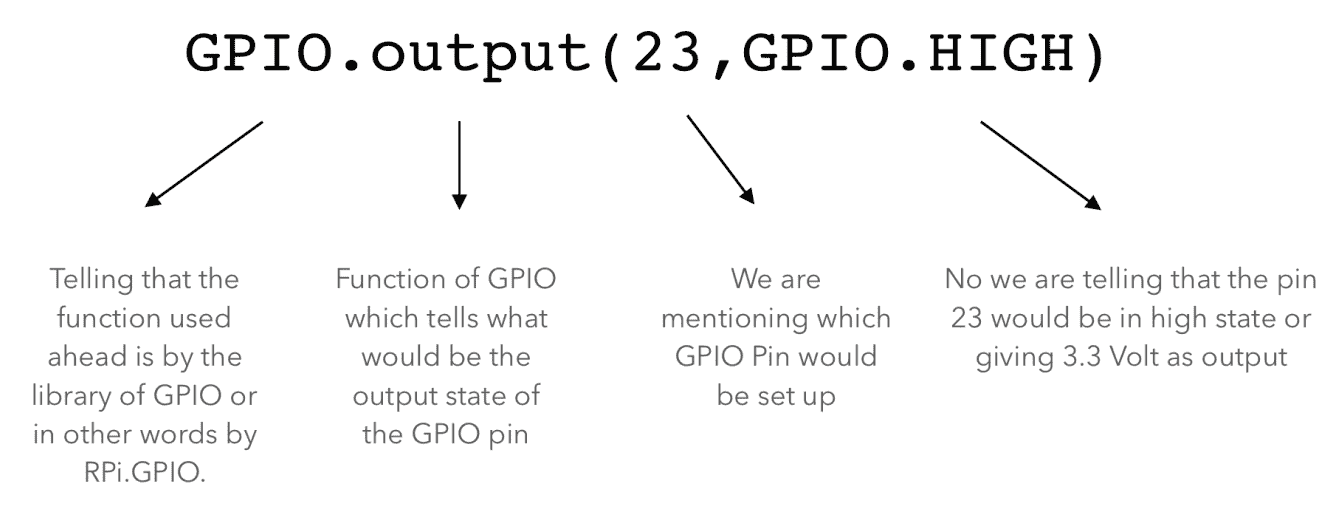 GPIO.output(23,GPIO.HIGH)
Telling that the
function used
ahead is by the
library of GPIO or
in other words by
RPi.GPIO.
Function of GPIO
which tells what
would be the
output state of
the GPIO pin
We are
mentioning which
GPIO Pin would
be set up
No we are telling that the pin
23 would be in high state or
giving 3.3 Volt as output